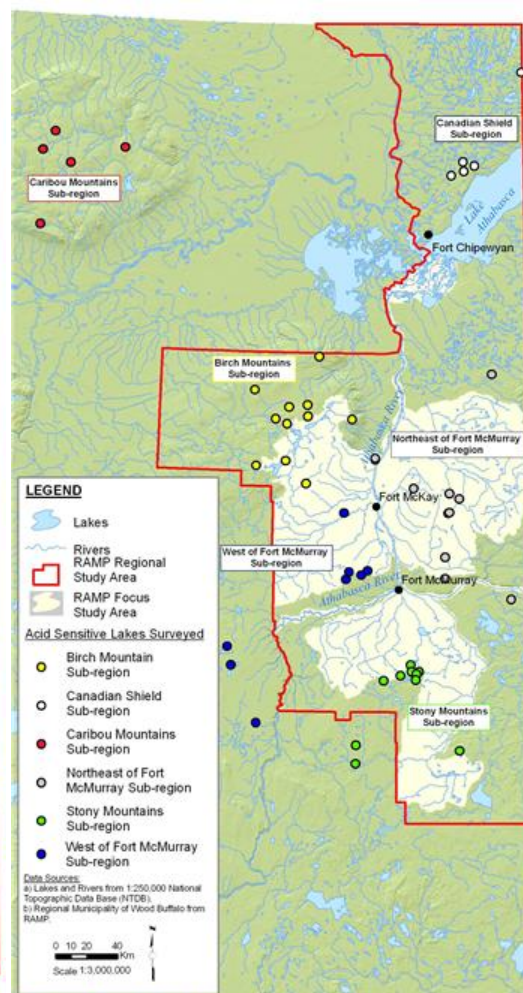 Canadian Shield
Sub-region
Caribou Mountains
Sub-region
Lake
Athabasca
Fort Chipewyan
Birch Mountains
Sub-region
Athabasca River
Northeast of Fort McMurray
Sub-region
Fort McKay
West of Fort McMurray
Sub-region
Athabasca River
Fort McMurray
Stony Mountains
Sub-region
LEGEND
Lakes
Rivers
RAMP Regional
Study Area
RAMP Focus
Study Area
Acid Sensitive Lakes Surveyed
Birch Mountain
Sub-region
Canadian Shield
Sub-region
Caribou Mountains
Sub-region
Northeast of Fort
McMurray Sub-region
Stony Mountains
Sub-region
West of Fort McMurray
Sub-region
Data Sources:
a) Lakes and Rivers from 1:250,000 National
Topographic Data Base (NTDB).
b) Regional Municipality of Wood Buffalo from
RAMP.
0 10 20 40
Km
Scale 1:3,000,000